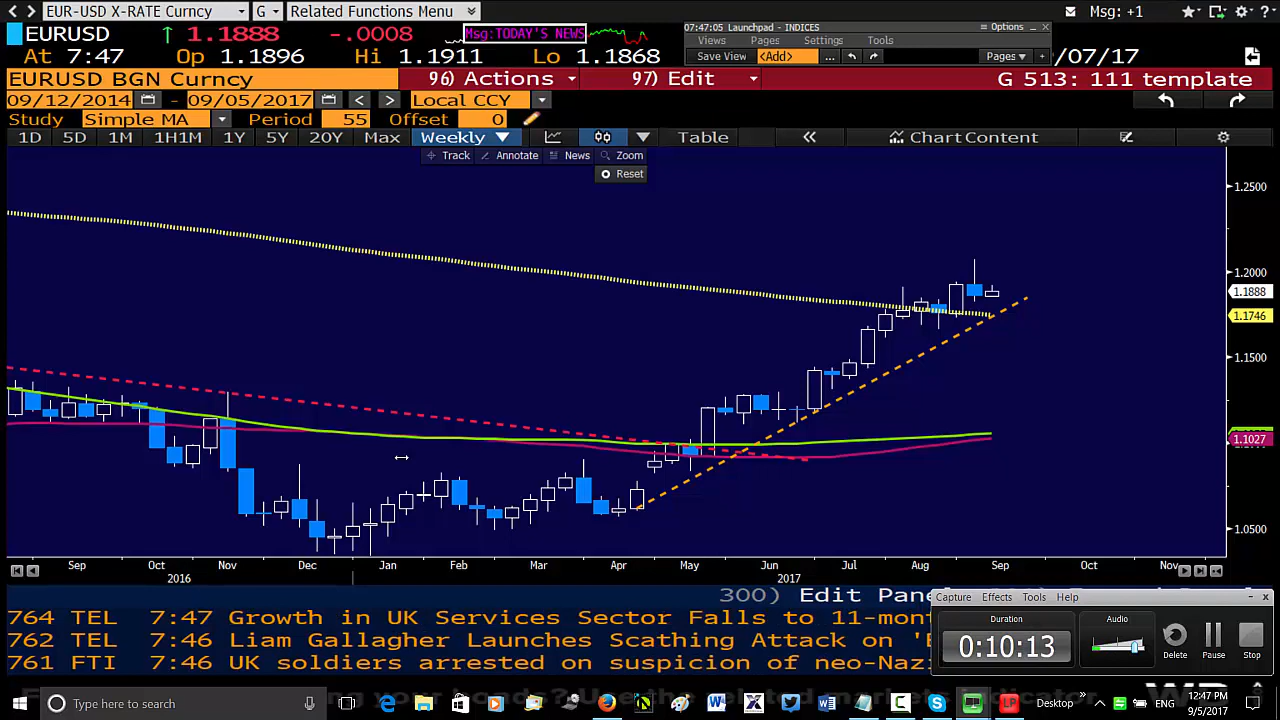 EUR-USD X-RATE Curncy G Related Functions Menu Msg: +1
EURUSD ↑ 1.1888 -.0008 Msg:TODAY'S NEWS
07:47:05 Launchpad - INDICES Options
Views Pages Settings Tools
Save View <Add> ... Pages
At 7:47 Op 1.1896 Hi 1.1911 Lo 1.1868 /07/17
EURUSD BGN Curncy 96) Actions 97) Edit G 513: 111 template
09/12/2014 - 09/05/2017 < > Local CCY
Study Simple MA Period 55 Offset 0
1D 5D 1M 1H1M 1Y 5Y 20Y Max Weekly Table « Chart Content
Track Annotate News Zoom
Reset
1.2500
1.2000
1.1888
1.1746
1.1500
1.1027
1.0500
Sep Oct Nov Dec Jan Feb Mar Apr May Jun Jul Aug Sep Oct Nov
2016 2017
300) Edit Pane
764 TEL 7:47 Growth in UK Services Sector Falls to 11-mont
762 TEL 7:46 Liam Gallagher Launches Scathing Attack on '
761 FTI 7:46 UK soldiers arrested on suspicion of neo-Naz
Capture Effects Tools Help
Duration
0:10:13
Audio
Delete Pause Stop
Type here to search
Desktop
12:47 PM
9/5/2017